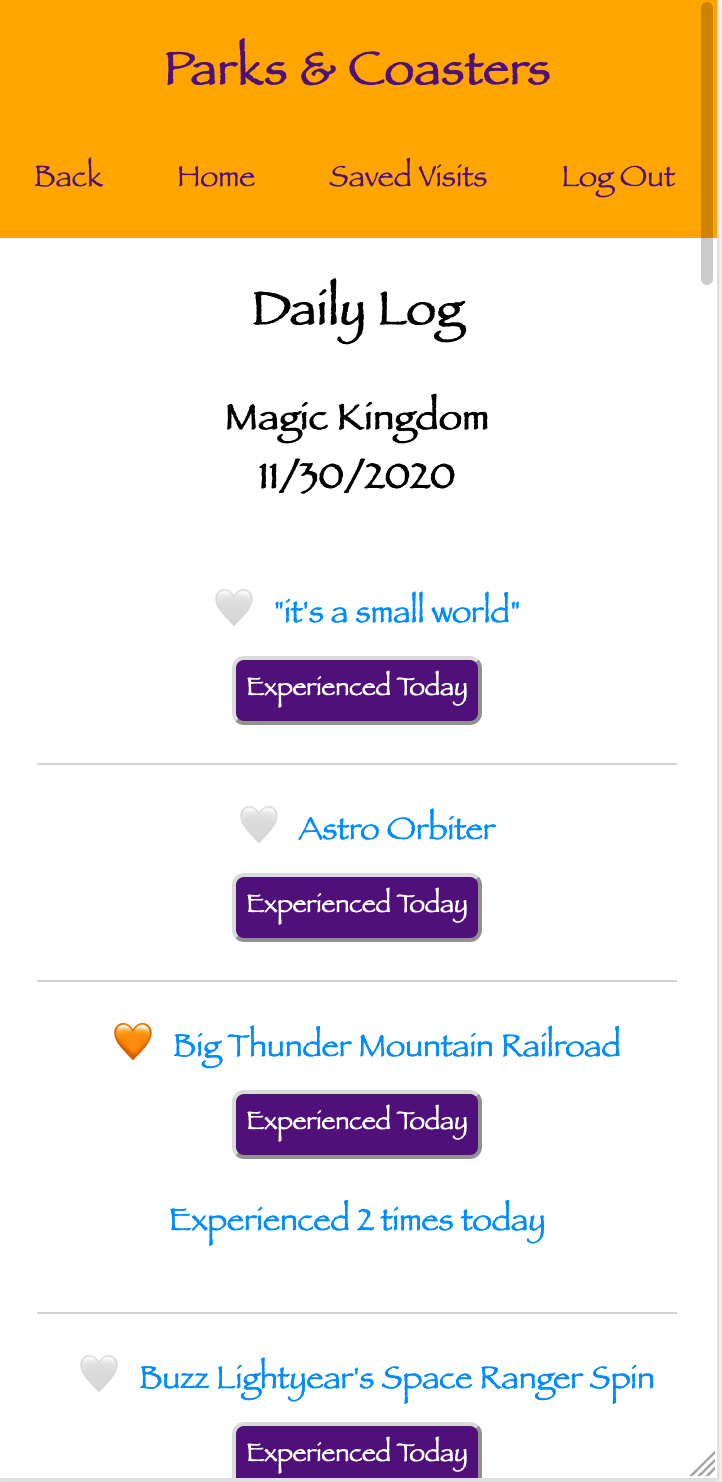 Parks & Coasters
Back Home Saved Visits Log Out
Daily Log
Magic Kingdom
11/30/2020
"it's a small world"
Experienced Today
Astro Orbiter
Experienced Today
Big Thunder Mountain Railroad
Experienced Today
Experienced 2 times today
Buzz Lightyear's Space Ranger Spin
Experienced Today